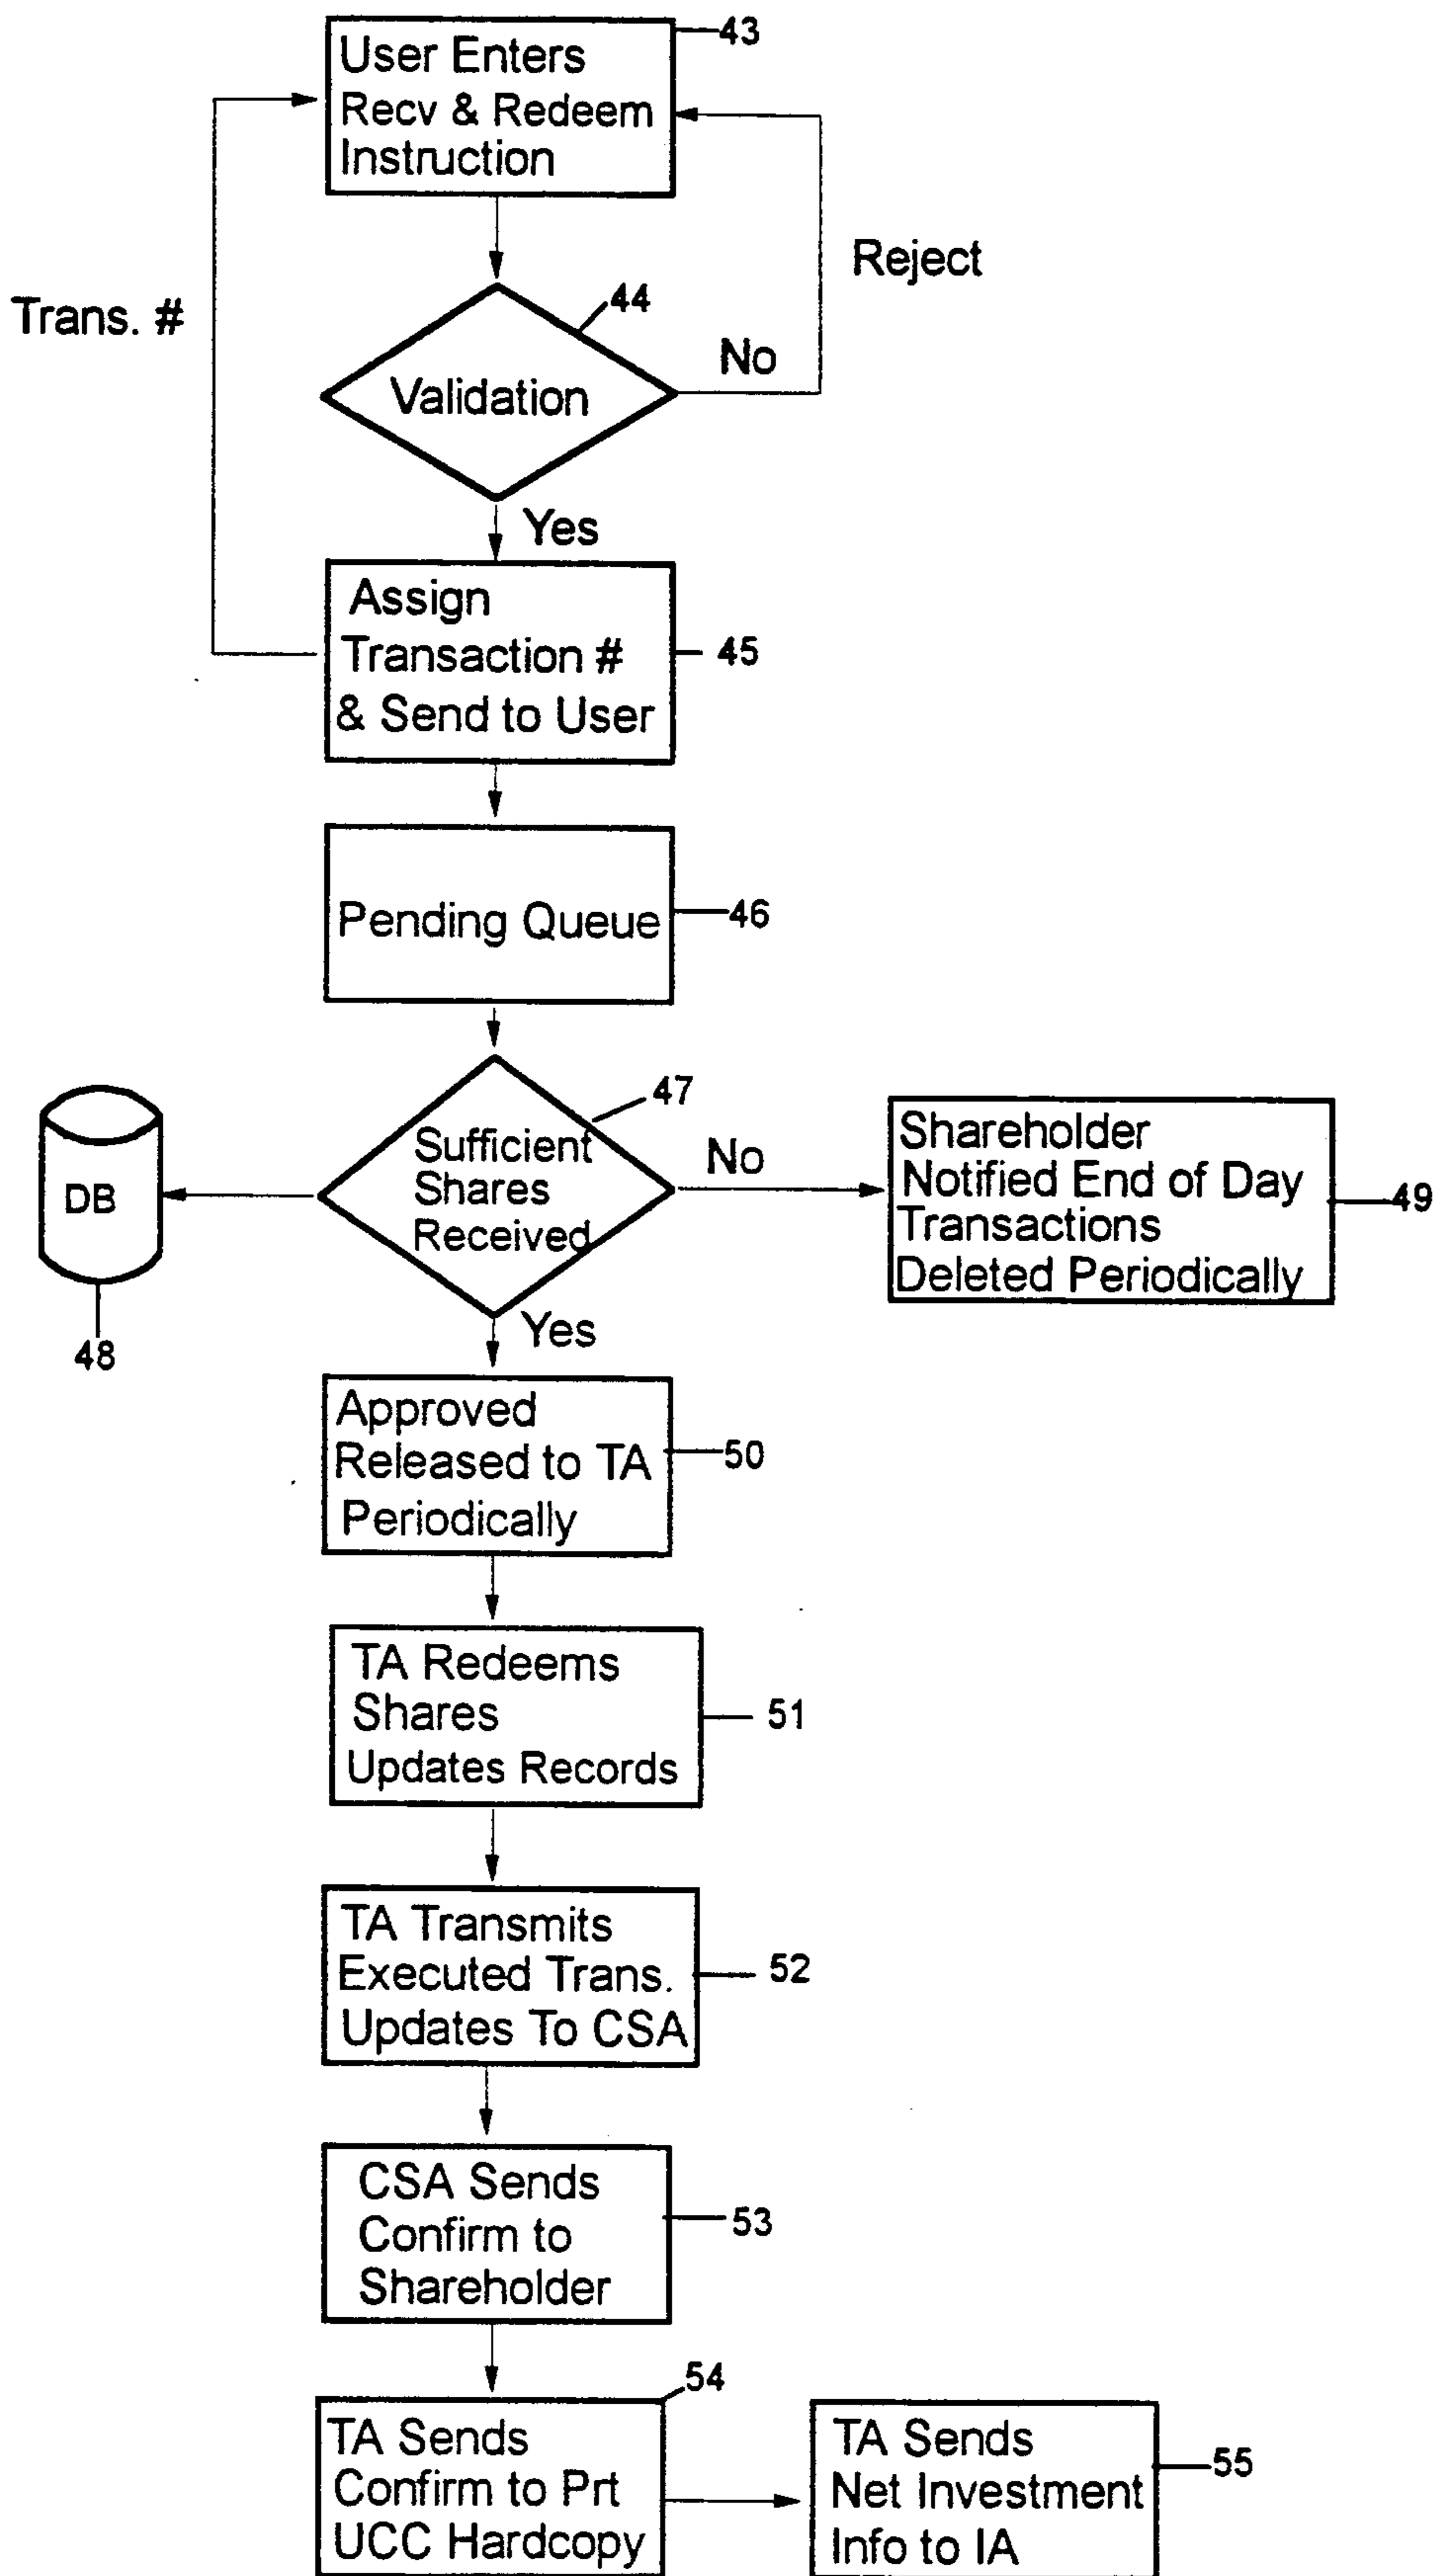 43
User Enters
Recv & Redeem
Instruction
Reject
Trans. #
44
No
Validation
Yes
Assign
Transaction #
& Send to User
45
Pending Queue
46
47
Sufficient
Shares
Received
No
DB
48
Shareholder
Notified End of Day
Transactions
Deleted Periodically
49
Yes
Approved
Released to TA
Periodically
50
TA Redeems
Shares
Updates Records
51
TA Transmits
Executed Trans.
Updates To CSA
52
CSA Sends
Confirm to
Shareholder
53
54
TA Sends
Confirm to Prt
UCC Hardcopy
TA Sends
Net Investment
Info to IA
55